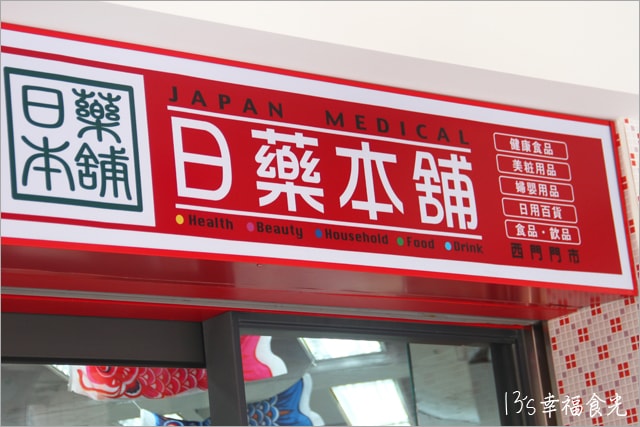 日藥
本舖
JAPAN MEDICAL
日藥本舖
Health Beauty Household Food Drink
健康食品
美粧用品
婦嬰用品
日用百貨
食品・飲品
西門門市
13's幸福食光